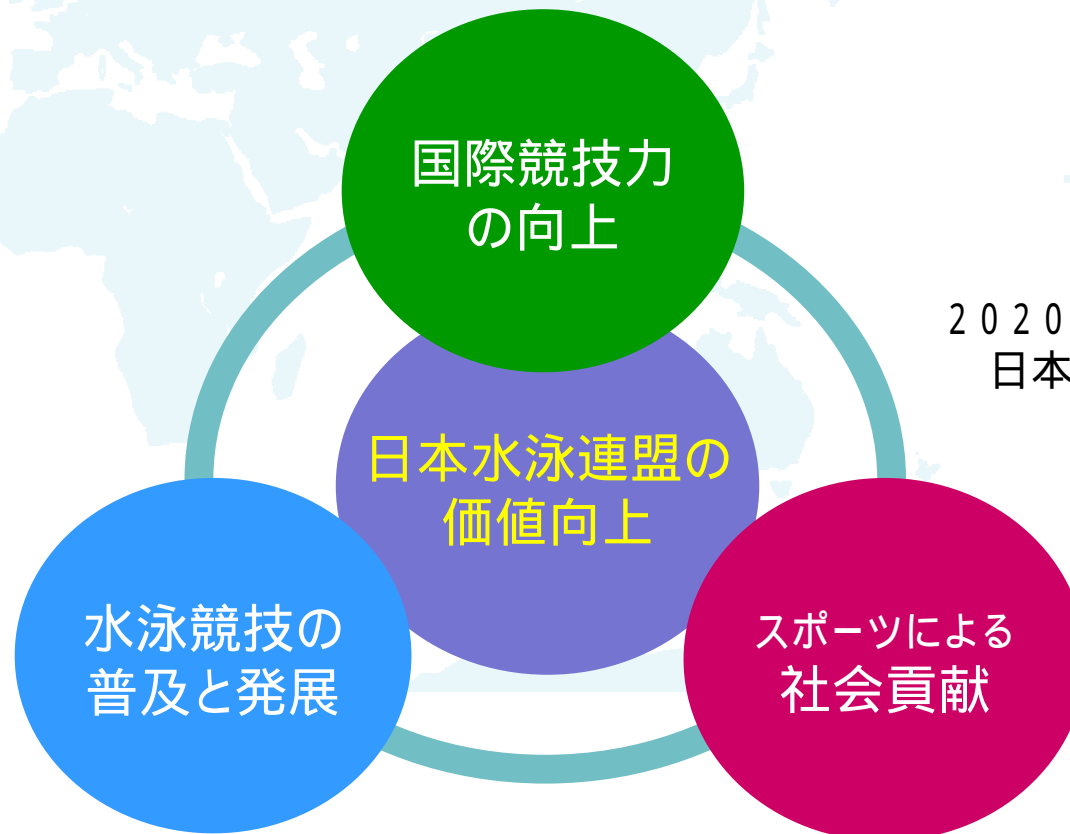 国際競技力
の向上
2020
日本
日本水泳連盟の
価値向上
水泳競技の
普及と発展
スポーツによる
社会貢献